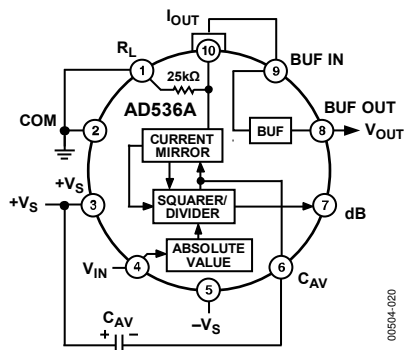 IOUT
RL
10
BUF IN
1
9
25kΩ
AD536A
BUF OUT
COM
2
CURRENT
MIRROR
BUF
8
VOUT
+VS
+VS
3
SQUARER/
DIVIDER
7
dB
ABSOLUTE
VALUE
VIN
4
6
CAV
5
–VS
CAV
+
–
00504-020